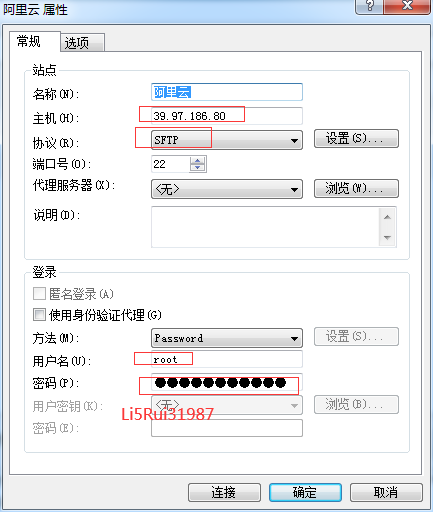 阿里云 属性
常规 选项
站点
名称(N): 阿里云
主机(H): 39.97.186.80
协议(R): SFTP 设置(S)...
端口号(O): 22
代理服务器(X): <无> 浏览(W)...
说明(D):
登录
匿名登录(A)
使用身份验证代理(G)
方法(M): Password 设置(S)...
用户名(U): root
密码(P): ●●●●●●●●●●●
用户密钥(K): <无> 浏览(B)...
Li5Rui31987
密码(E):
连接 确定 取消